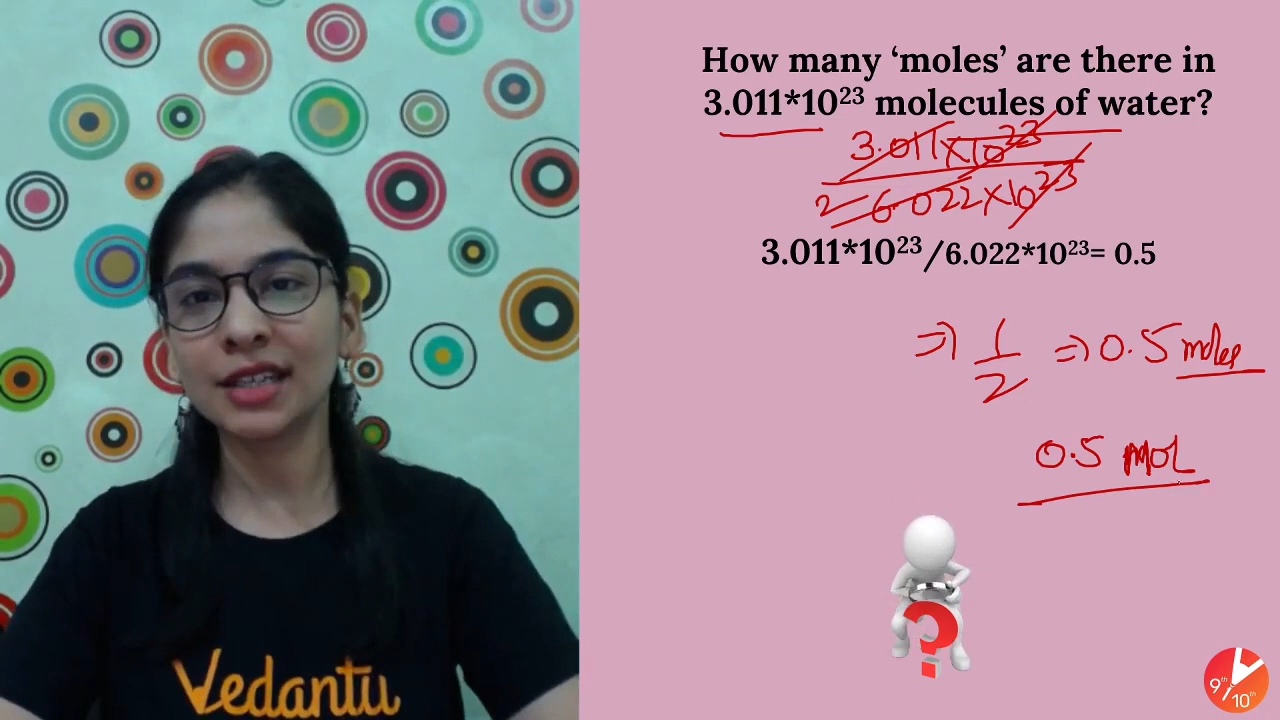 How many ‘moles’ are there in
3.011*10²³ molecules of water?
3.011×10²³
2 6.022×10²³
3.011*10²³/6.022*10²³= 0.5
⇒ 1/2 ⇒ 0.5 moles
0.5 mol
Vedantu
9th
10th